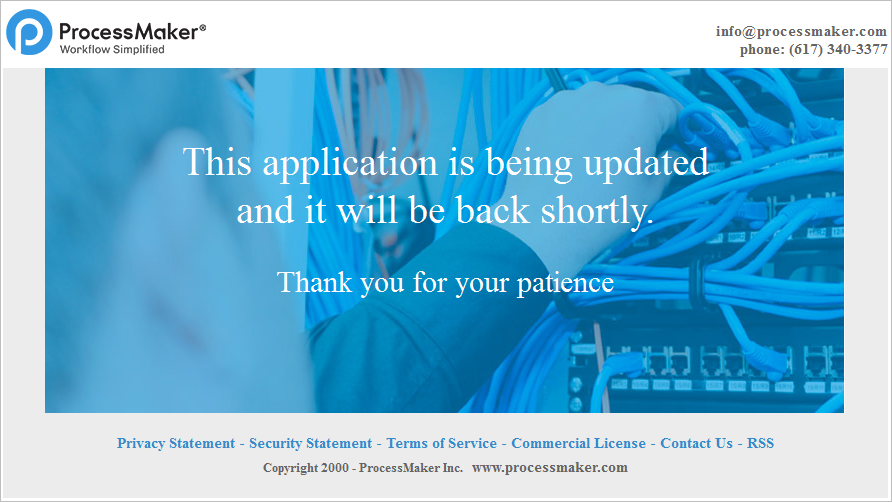 ProcessMaker®
Workflow Simplified
info@processmaker.com
phone: (617) 340-3377
This application is being updated
and it will be back shortly.
Thank you for your patience
Privacy Statement - Security Statement - Terms of Service - Commercial License - Contact Us - RSS
Copyright 2000 - ProcessMaker Inc. www.processmaker.com